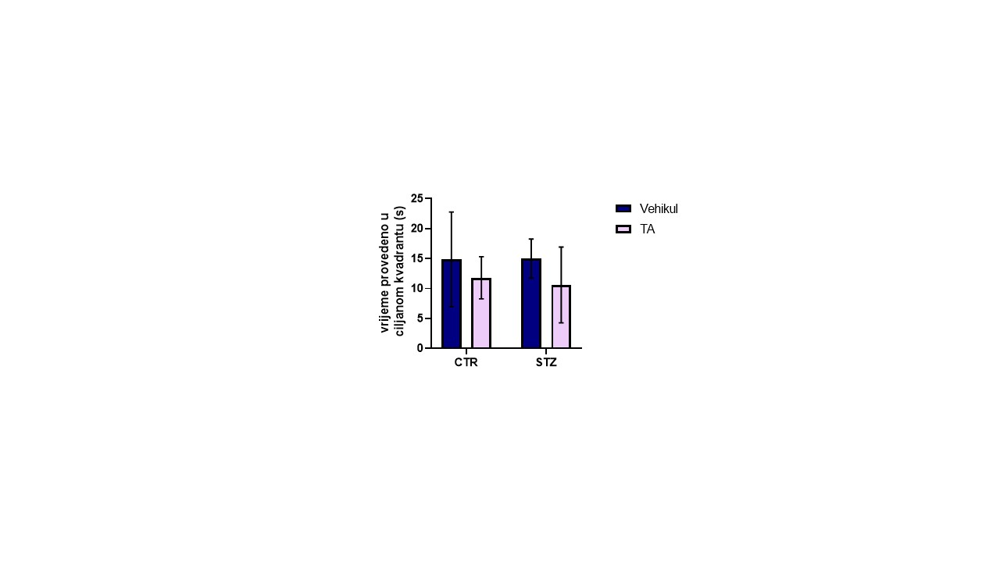 vrijeme provedeno u
ciljanom kvadrantu (s)
25
20
15
10
5
0
CTR
STZ
Vehikul
TA